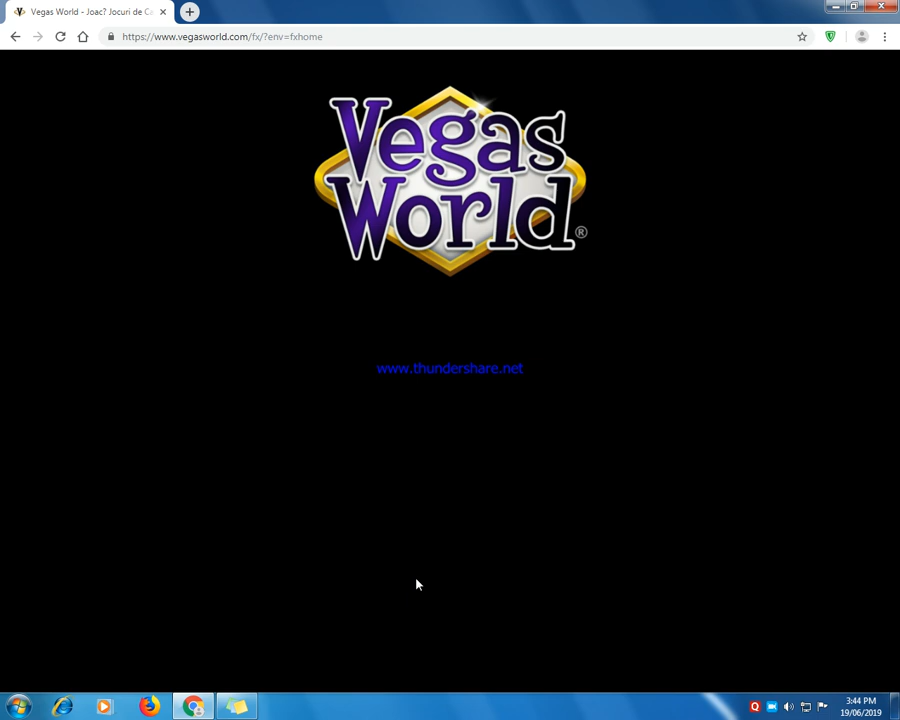 Vegas World - Joac? Jocuri de Ca
https://www.vegasworld.com/fx/?env=fxhome
Vegas
World®
www.thundershare.net
3:44 PM
19/06/2019